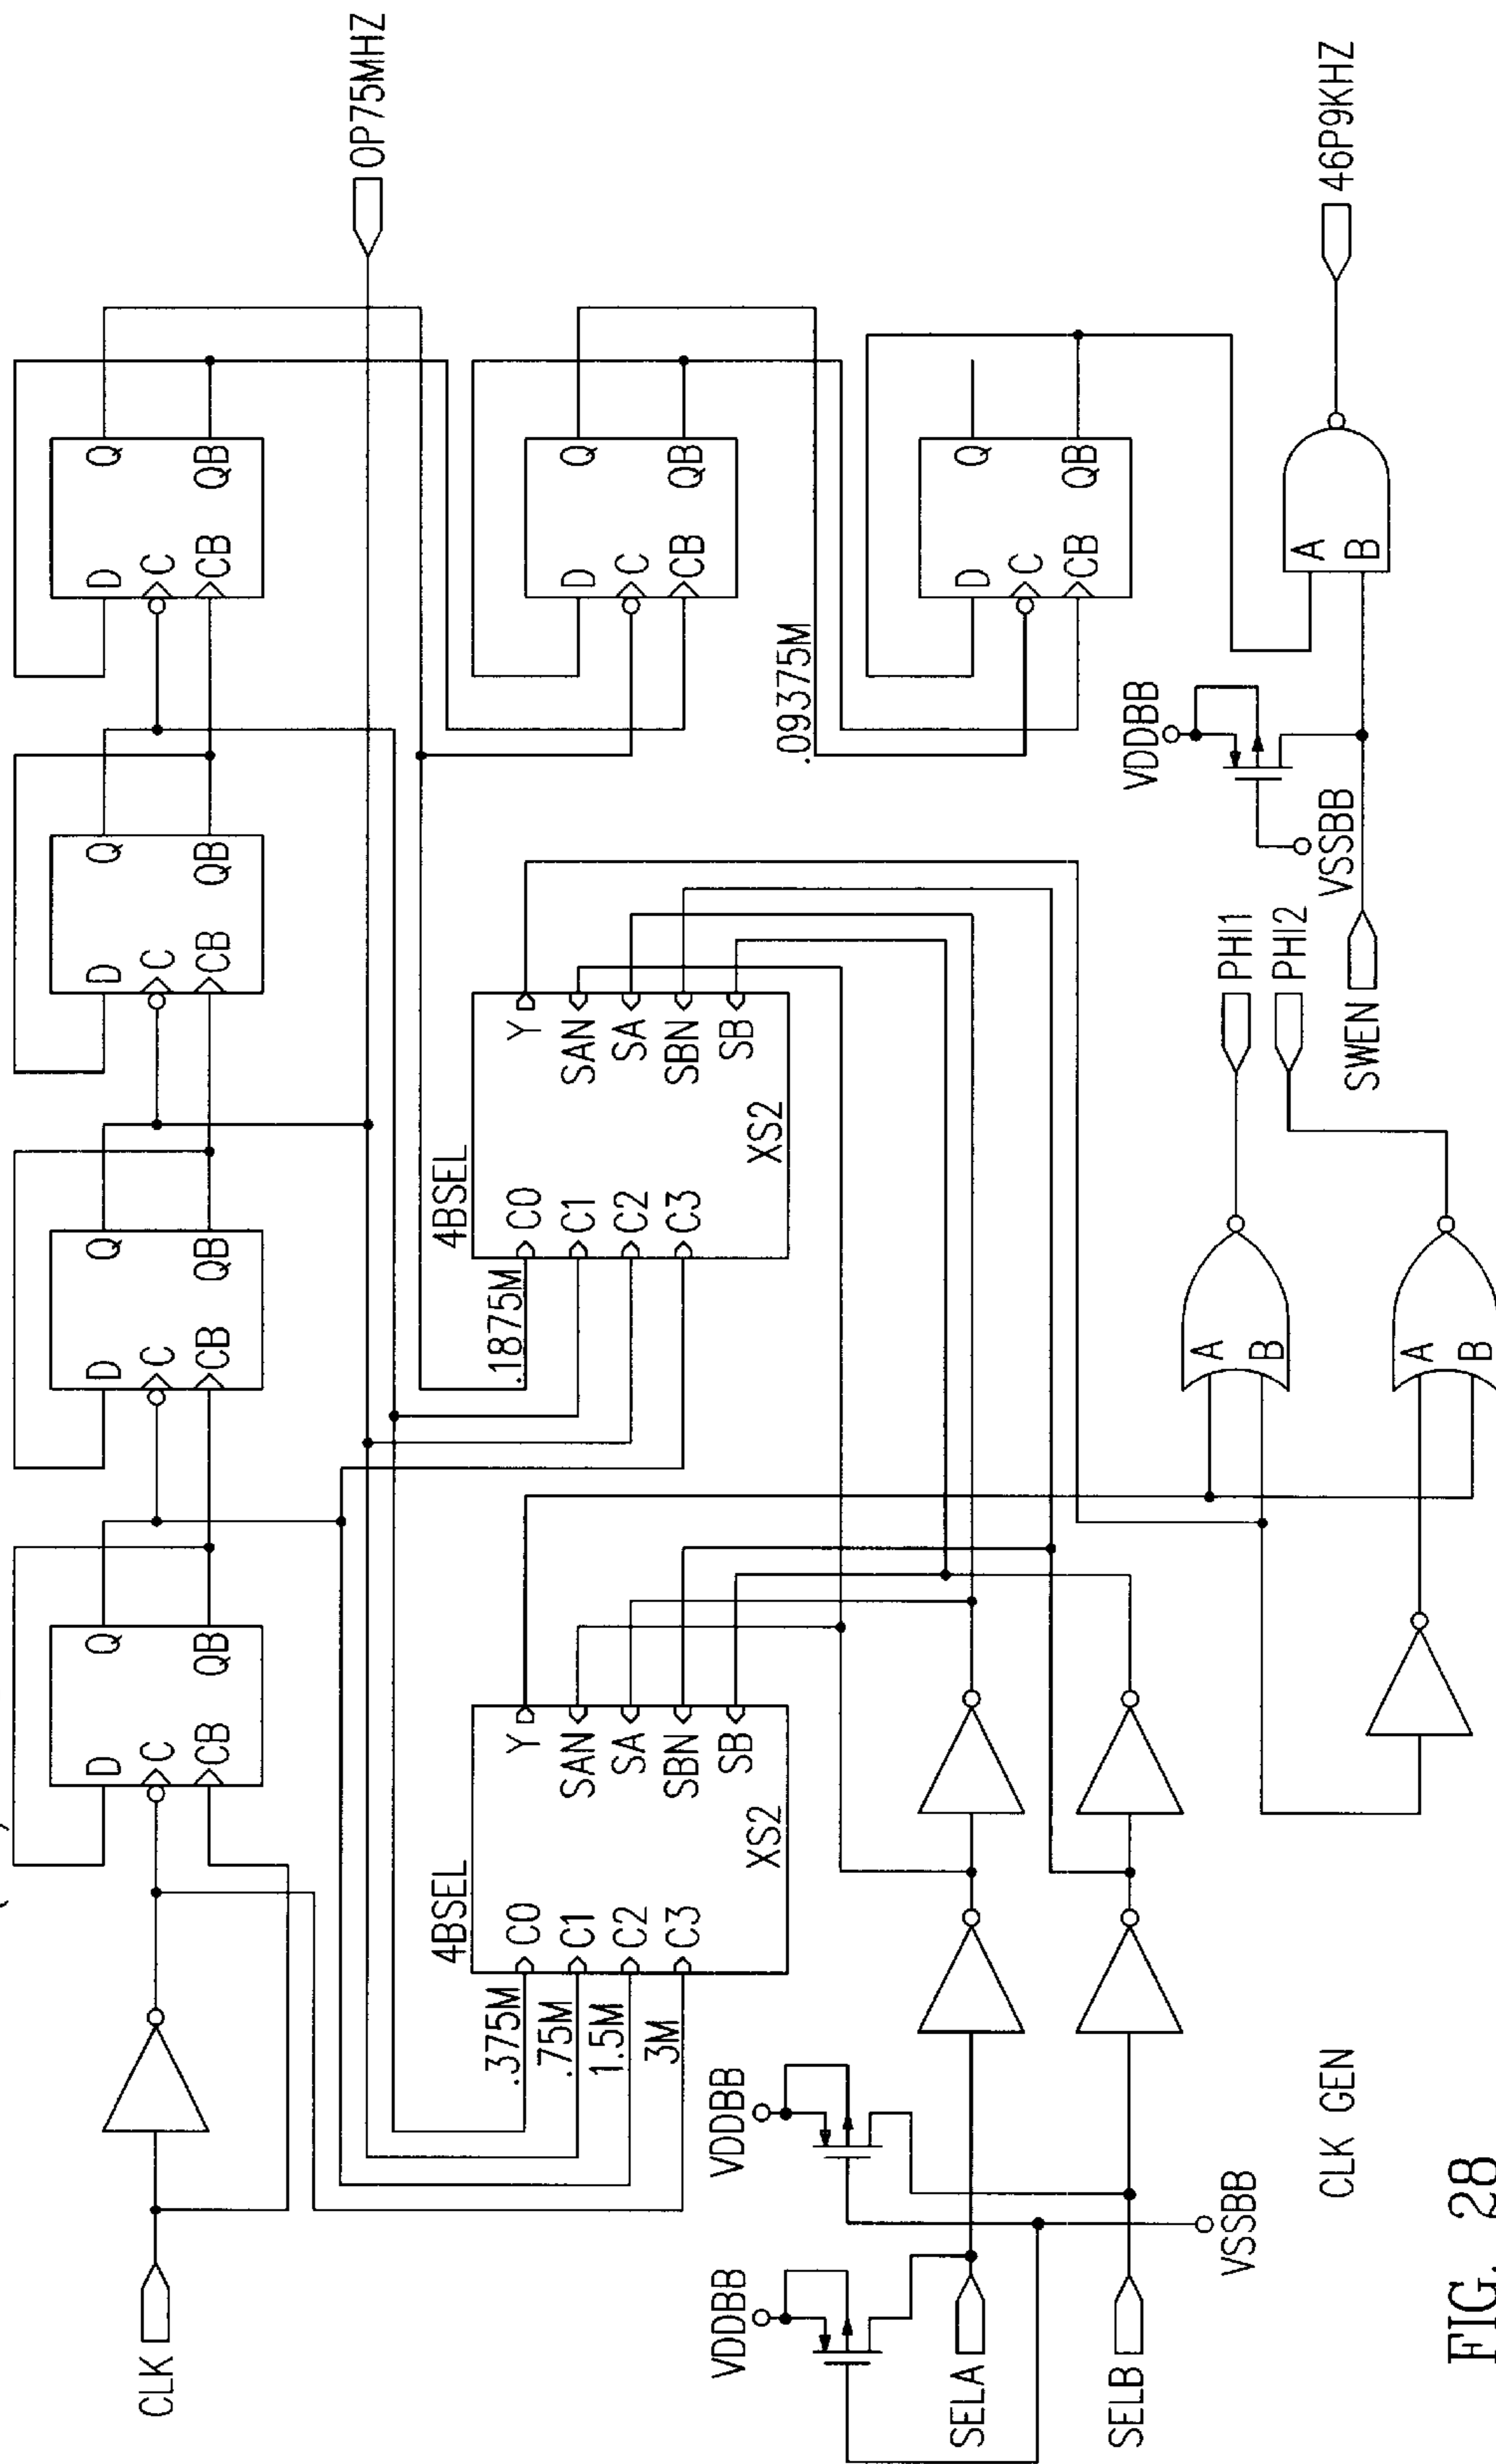 CLK
D
C
CB
Q
QB
D
C
CB
Q
QB
D
C
CB
Q
QB
D
C
CB
Q
QB
0P75MHZ
4BSEL
.375M
.75M
1.5M
3M
C0
C1
C2
C3
Y
SAN
SA
SBN
SB
XS2
4BSEL
.1875M
C0
C1
C2
C3
Y
SAN
SA
SBN
SB
XS2
D
C
CB
Q
QB
.09375M
D
C
CB
Q
QB
VDDBB
VDDBB
SELA
SELB
VSSBB
A
B
PHI1
A
B
PHI2
VDDBB
VSSBB
SWEN
A
B
46P9KHZ
CLK GEN
FIG. 28